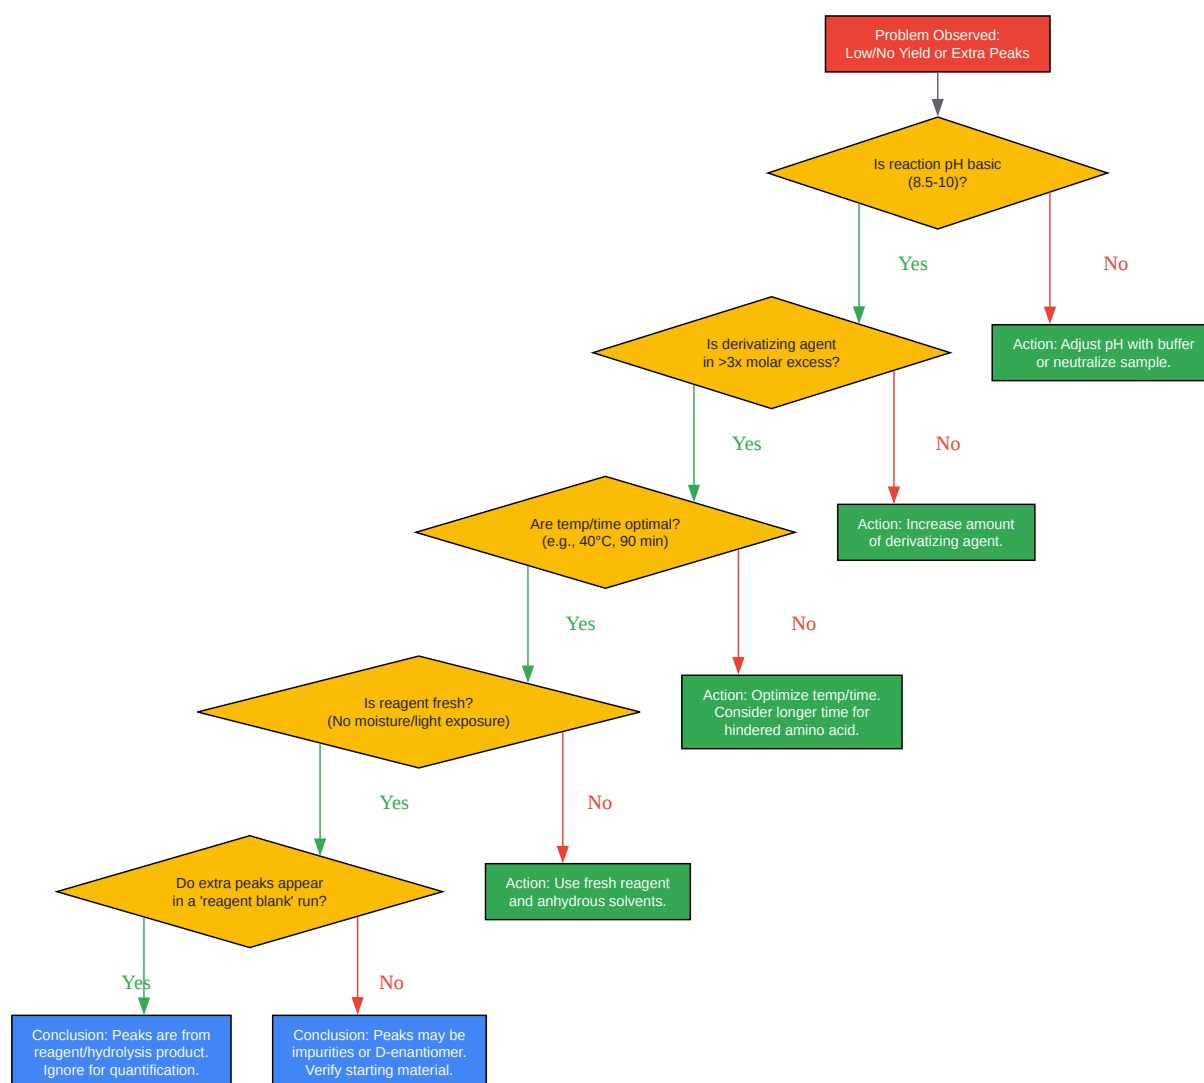 Problem Observed:
Low/No Yield or Extra Peaks
Is reaction pH basic
(8.5-10)?
Yes
No
Is derivatizing agent
in >3x molar excess?
Action: Adjust pH with buffer
or neutralize sample.
Yes
No
Are temp/time optimal?
(e.g., 40°C, 90 min)
Action: Increase amount
of derivatizing agent.
Yes
No
Is reagent fresh?
(No moisture/light exposure)
Action: Optimize temp/time.
Consider longer time for
hindered amino acid.
Yes
No
Do extra peaks appear
in a 'reagent blank' run?
Action: Use fresh reagent
and anhydrous solvents.
Yes
No
Conclusion: Peaks are from
reagent/hydrolysis product.
Ignore for quantification.
Conclusion: Peaks may be
impurities or D-enantiomer.
Verify starting material.